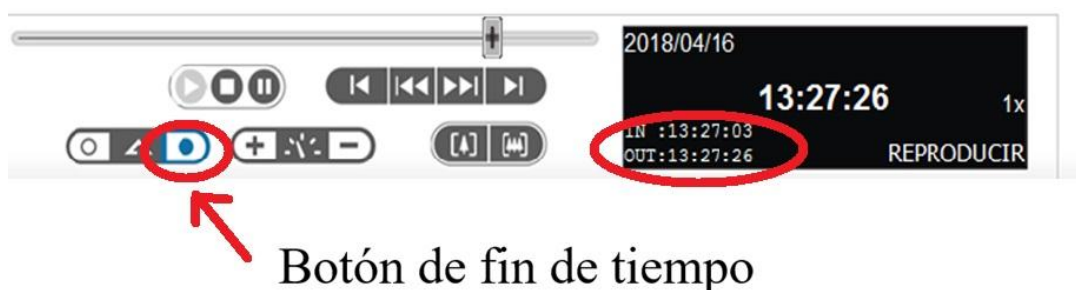 2018/04/16
13:27:26 1x
IN :13:27:03
OUT:13:27:26 REPRODUCIR
Botón de fin de tiempo